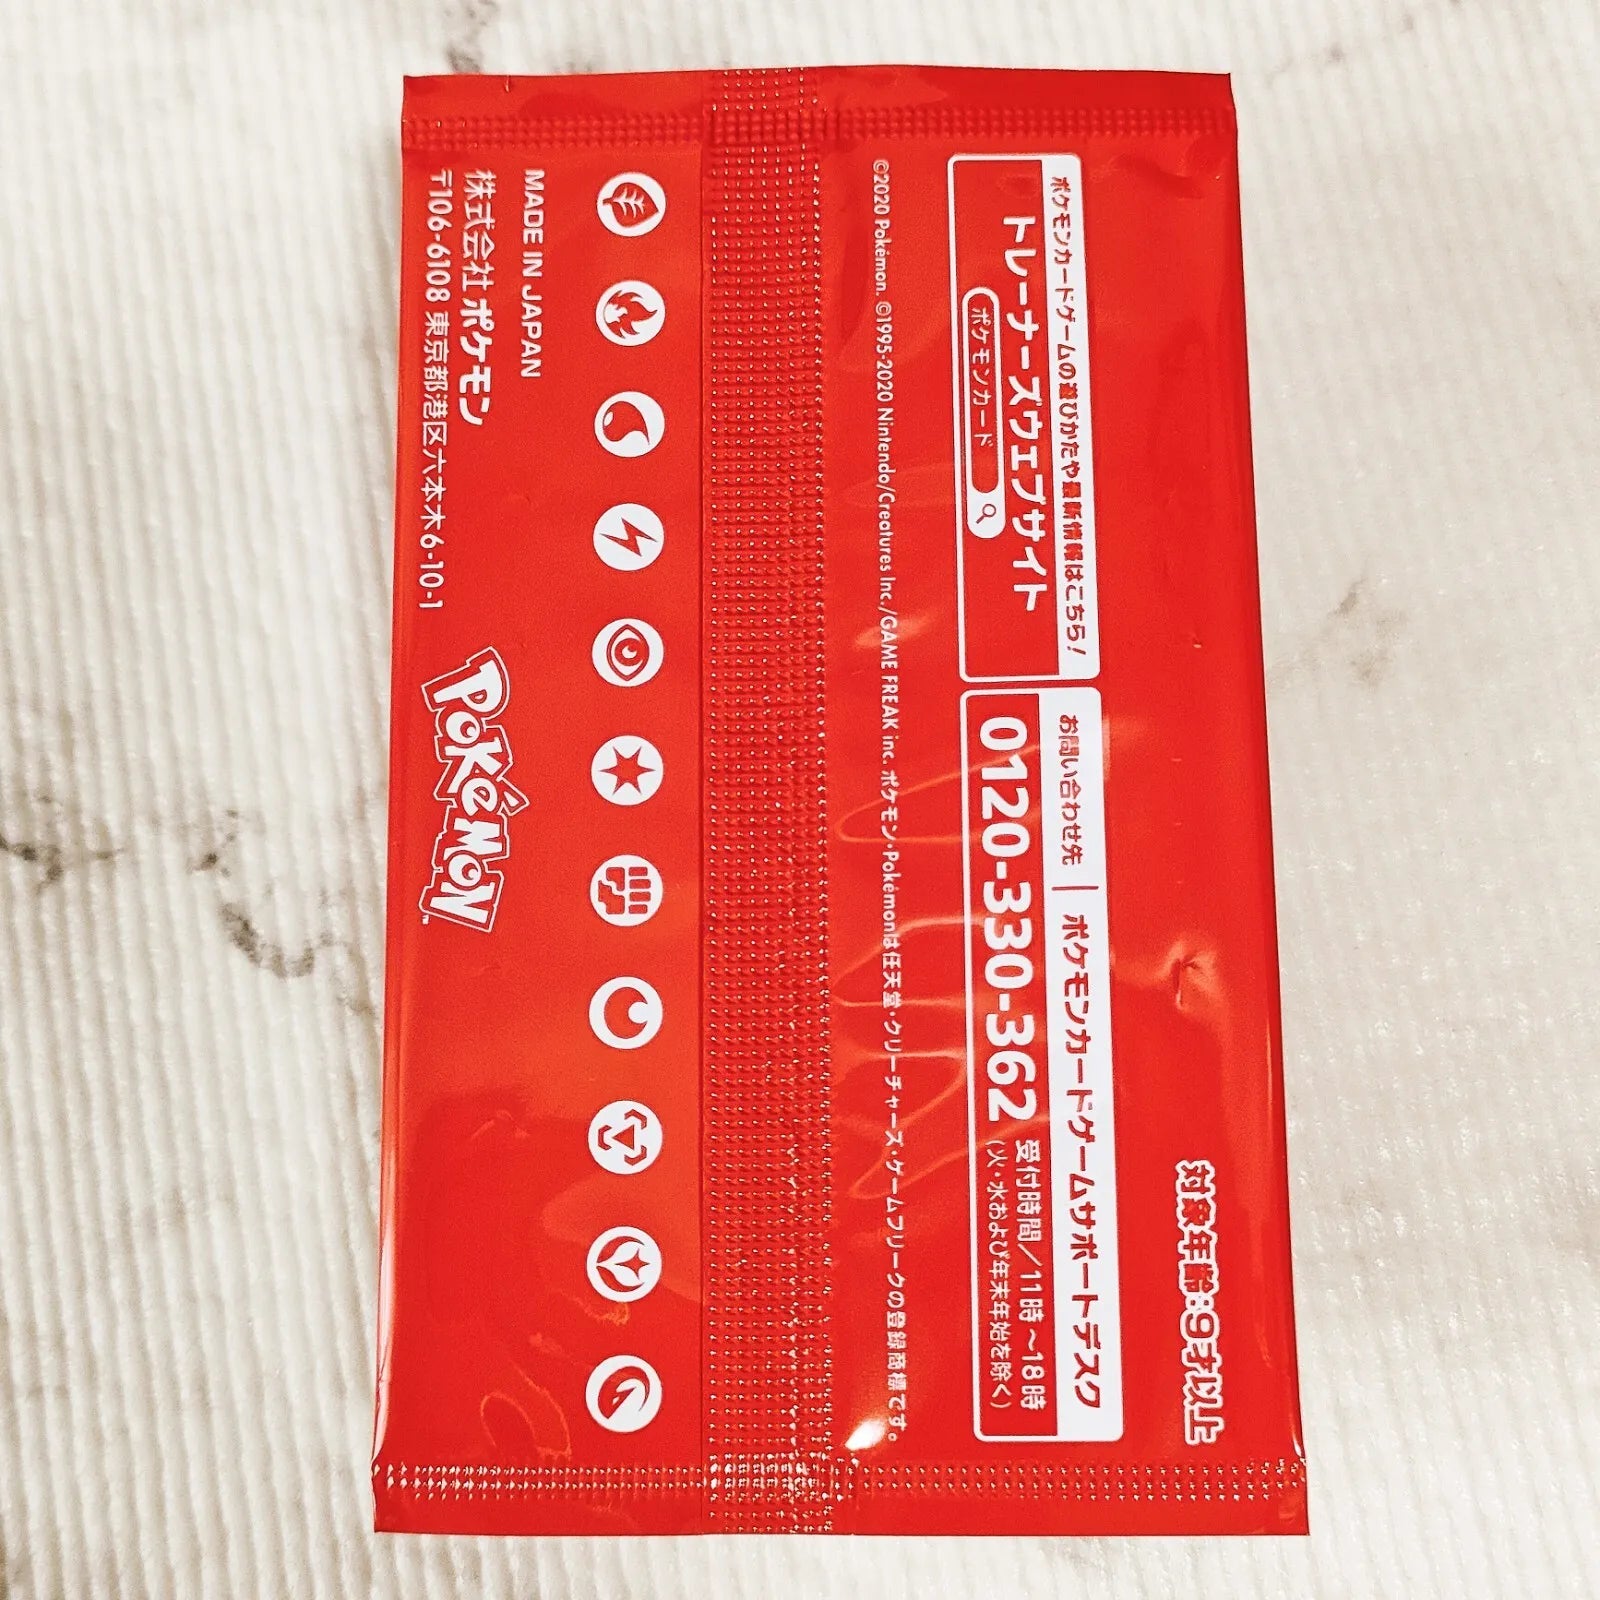 対象年齢:9才以上
ポケモンカードゲームの遊びかたや最新情報はこちら!
トレーナーズウェブサイト
ポケモンカード
お問い合わせ先 | ポケモンカードゲームサポートデスク
0120-330-362 受付時間/11時~18時
(火・水および年末年始を除く)
©2020 Pokémon. ©1995-2020 Nintendo/Creatures Inc./GAME FREAK inc. ポケモン・Pokémonは任天堂・クリーチャーズ・ゲームフリークの登録商標です。
MADE IN JAPAN
株式会社 ポケモン
〒106-6108 東京都港区六本木6-10-1
POKéMON
TM